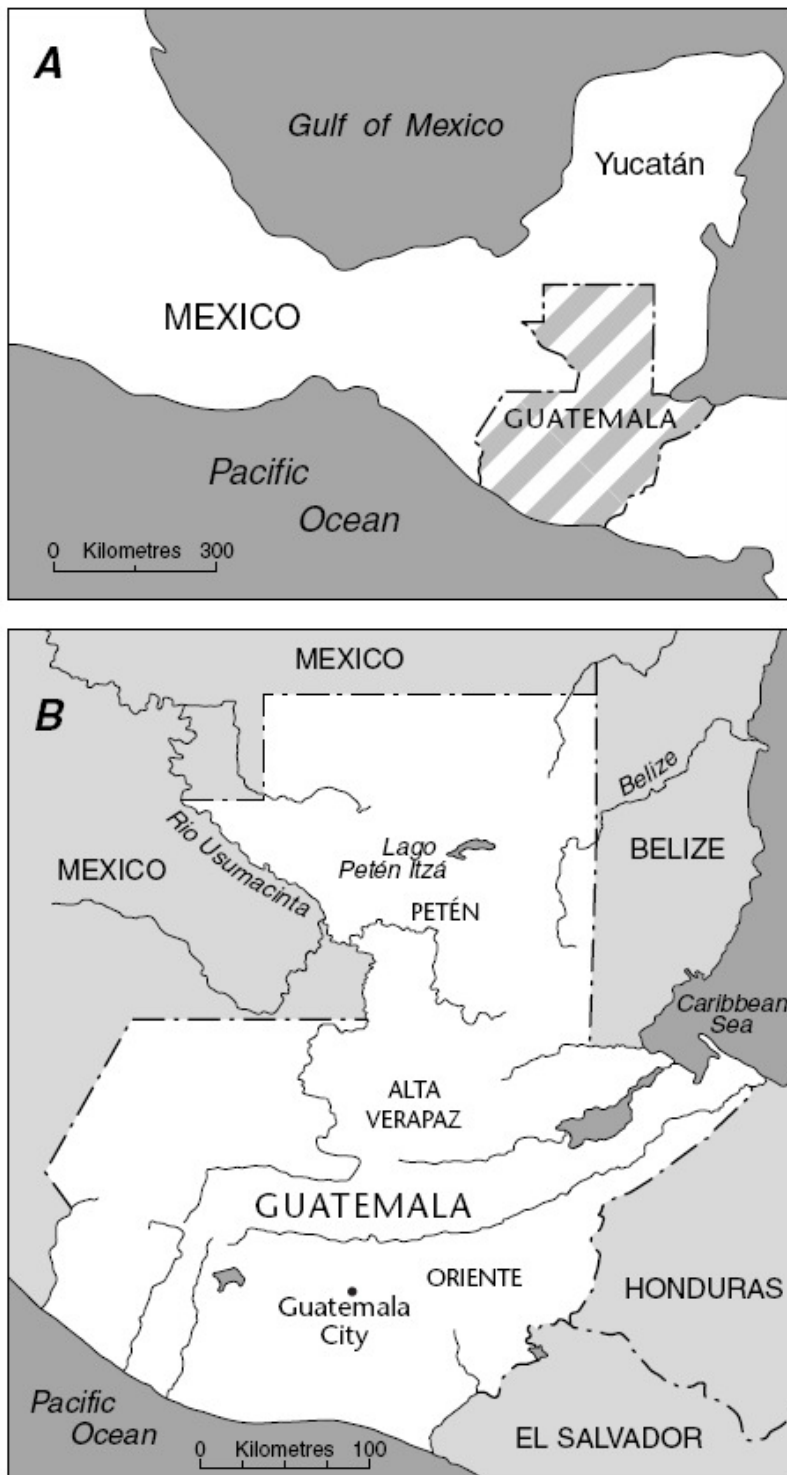 A
Gulf of Mexico
Yucatán
MEXICO
GUATEMALA
Pacific
Ocean
0 Kilometres 300
B
MEXICO
Belize
BELIZE
Lago
Petén Itzá
MEXICO
Rio Usumacinta
PETÉN
Caribbean
Sea
ALTA
VERAPAZ
GUATEMALA
ORIENTE
HONDURAS
Guatemala
City
Pacific
Ocean
EL SALVADOR
0 Kilometres 100